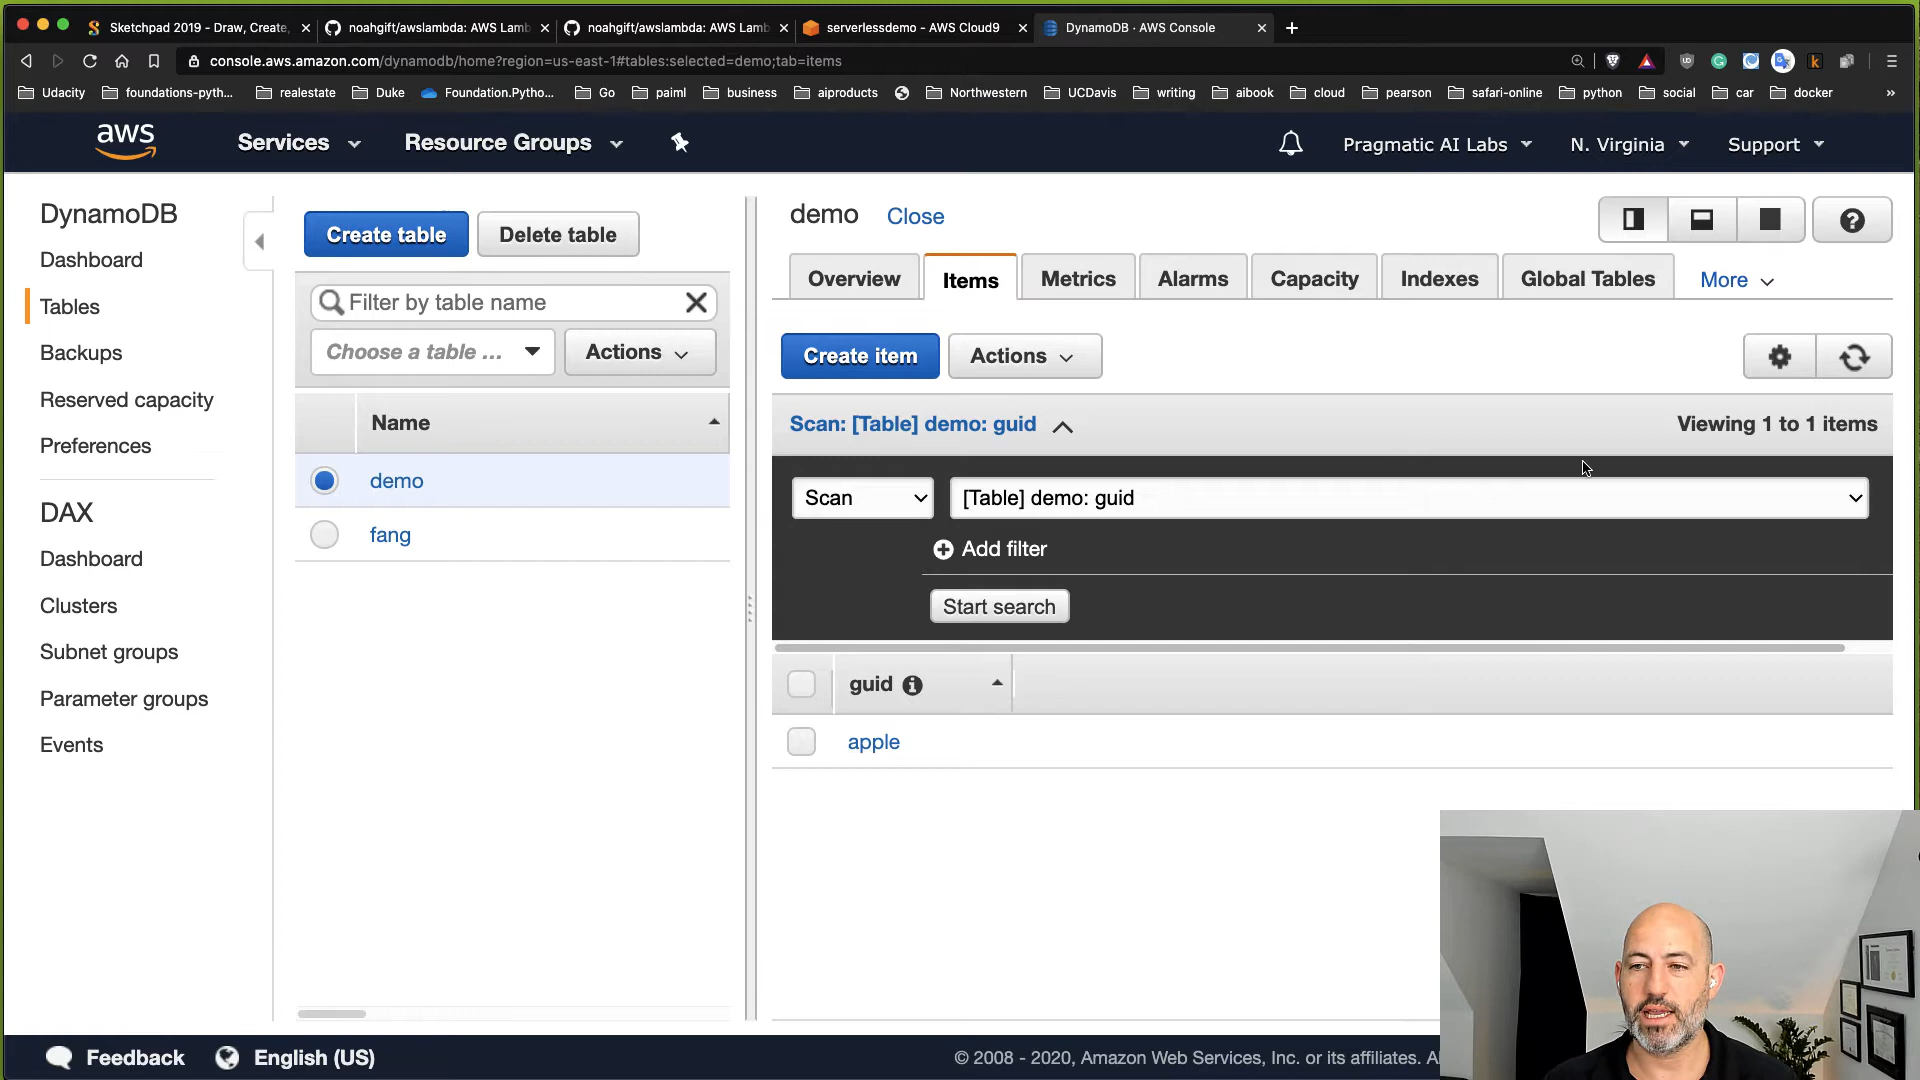 Sketchpad 2019 - Draw, Create,
noahgift/awslambda: AWS Lamb
noahgift/awslambda: AWS Lamb
serverlessdemo - AWS Cloud9
DynamoDB · AWS Console
console.aws.amazon.com/dynamodb/home?region=us-east-1#tables:selected=demo;tab=items
Udacity
foundations-pyth...
realestate
Duke
Foundation.Pytho...
Go
paiml
business
aiproducts
Northwestern
UCDavis
writing
aibook
cloud
pearson
safari-online
python
social
car
docker
»
aws
Services
Resource Groups
Pragmatic AI Labs
N. Virginia
Support
DynamoDB
Dashboard
Tables
Backups
Reserved capacity
Preferences
DAX
Dashboard
Clusters
Subnet groups
Parameter groups
Events
Create table
Delete table
Filter by table name
Choose a table ...
Actions
Name
demo
fang
demo
Close
Overview
Items
Metrics
Alarms
Capacity
Indexes
Global Tables
More
Create item
Actions
Scan: [Table] demo: guid
Viewing 1 to 1 items
Scan
[Table] demo: guid
Add filter
Start search
guid
apple
Feedback
English (US)
© 2008 - 2020, Amazon Web Services, Inc. or its affiliates.